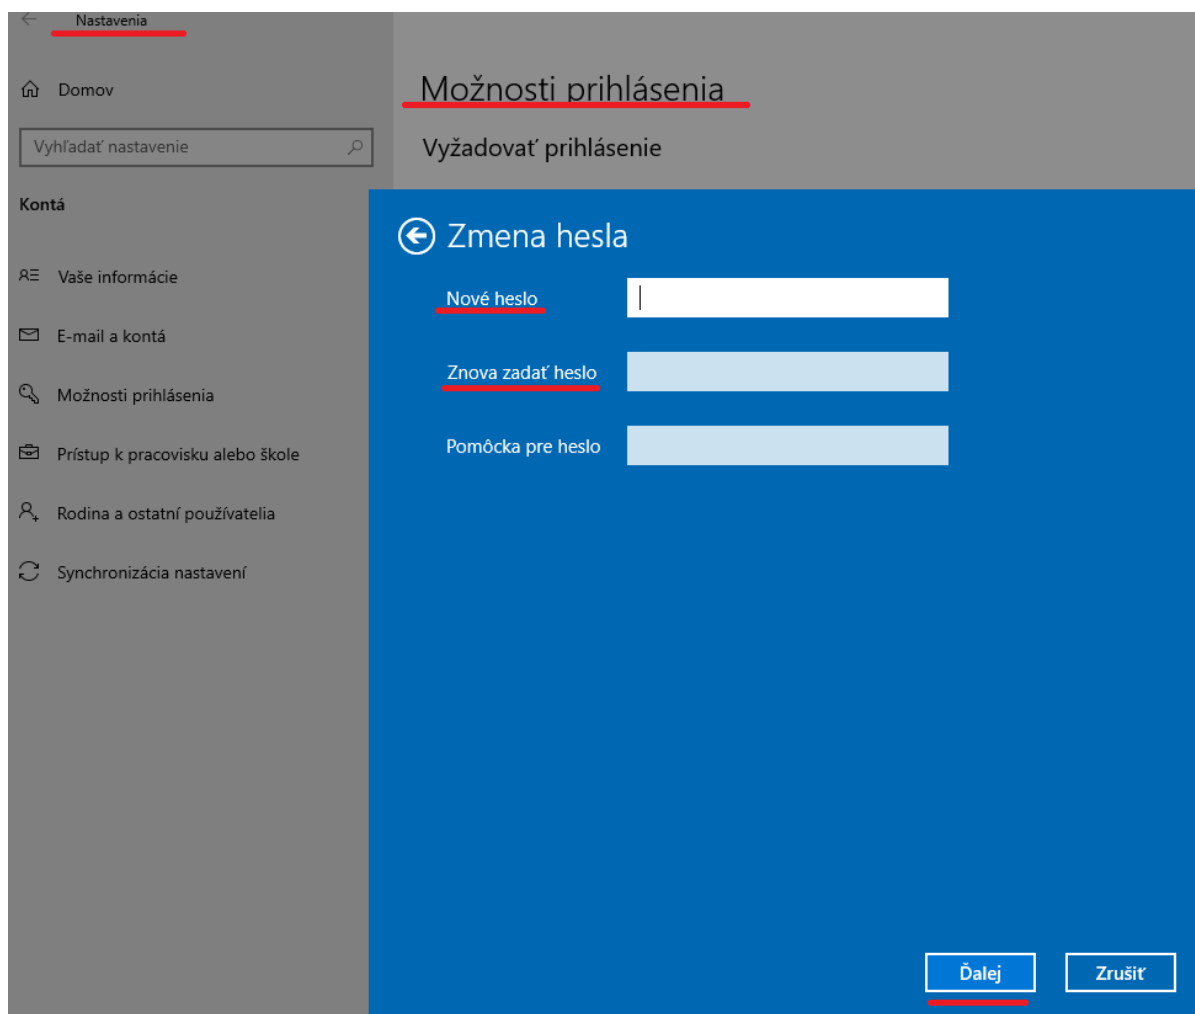 Nastavenia
Domov
Vyhľadať nastavenie
Kontá
Vaše informácie
E-mail a kontá
Možnosti prihlásenia
Prístup k pracovisku alebo škole
Rodina a ostatní používatelia
Synchronizácia nastavení
Možnosti prihlásenia
Vyžadovať prihlásenie
Zmena hesla
Nové heslo
Znova zadať heslo
Pomôcka pre heslo
Ďalej
Zrušiť